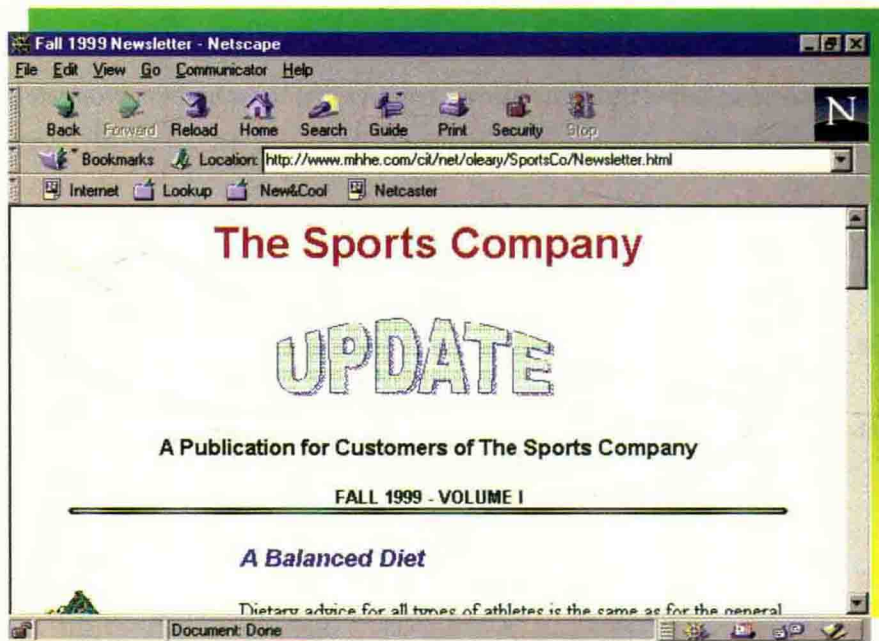 Fall 1999 Newsletter - Netscape
File Edit View Go Communicator Help
Back Forward Reload Home Search Guide Print Security Stop
N
Bookmarks Location: http://www.mhhe.com/cit/net/oleary/SportsCo/Newsletter.html
Internet Lookup New&Cool Netcaster
The Sports Company
UPDATE
A Publication for Customers of The Sports Company
FALL 1999 - VOLUME I
A Balanced Diet
Dietary advice for all types of athletes is the same as for the general
Document: Done